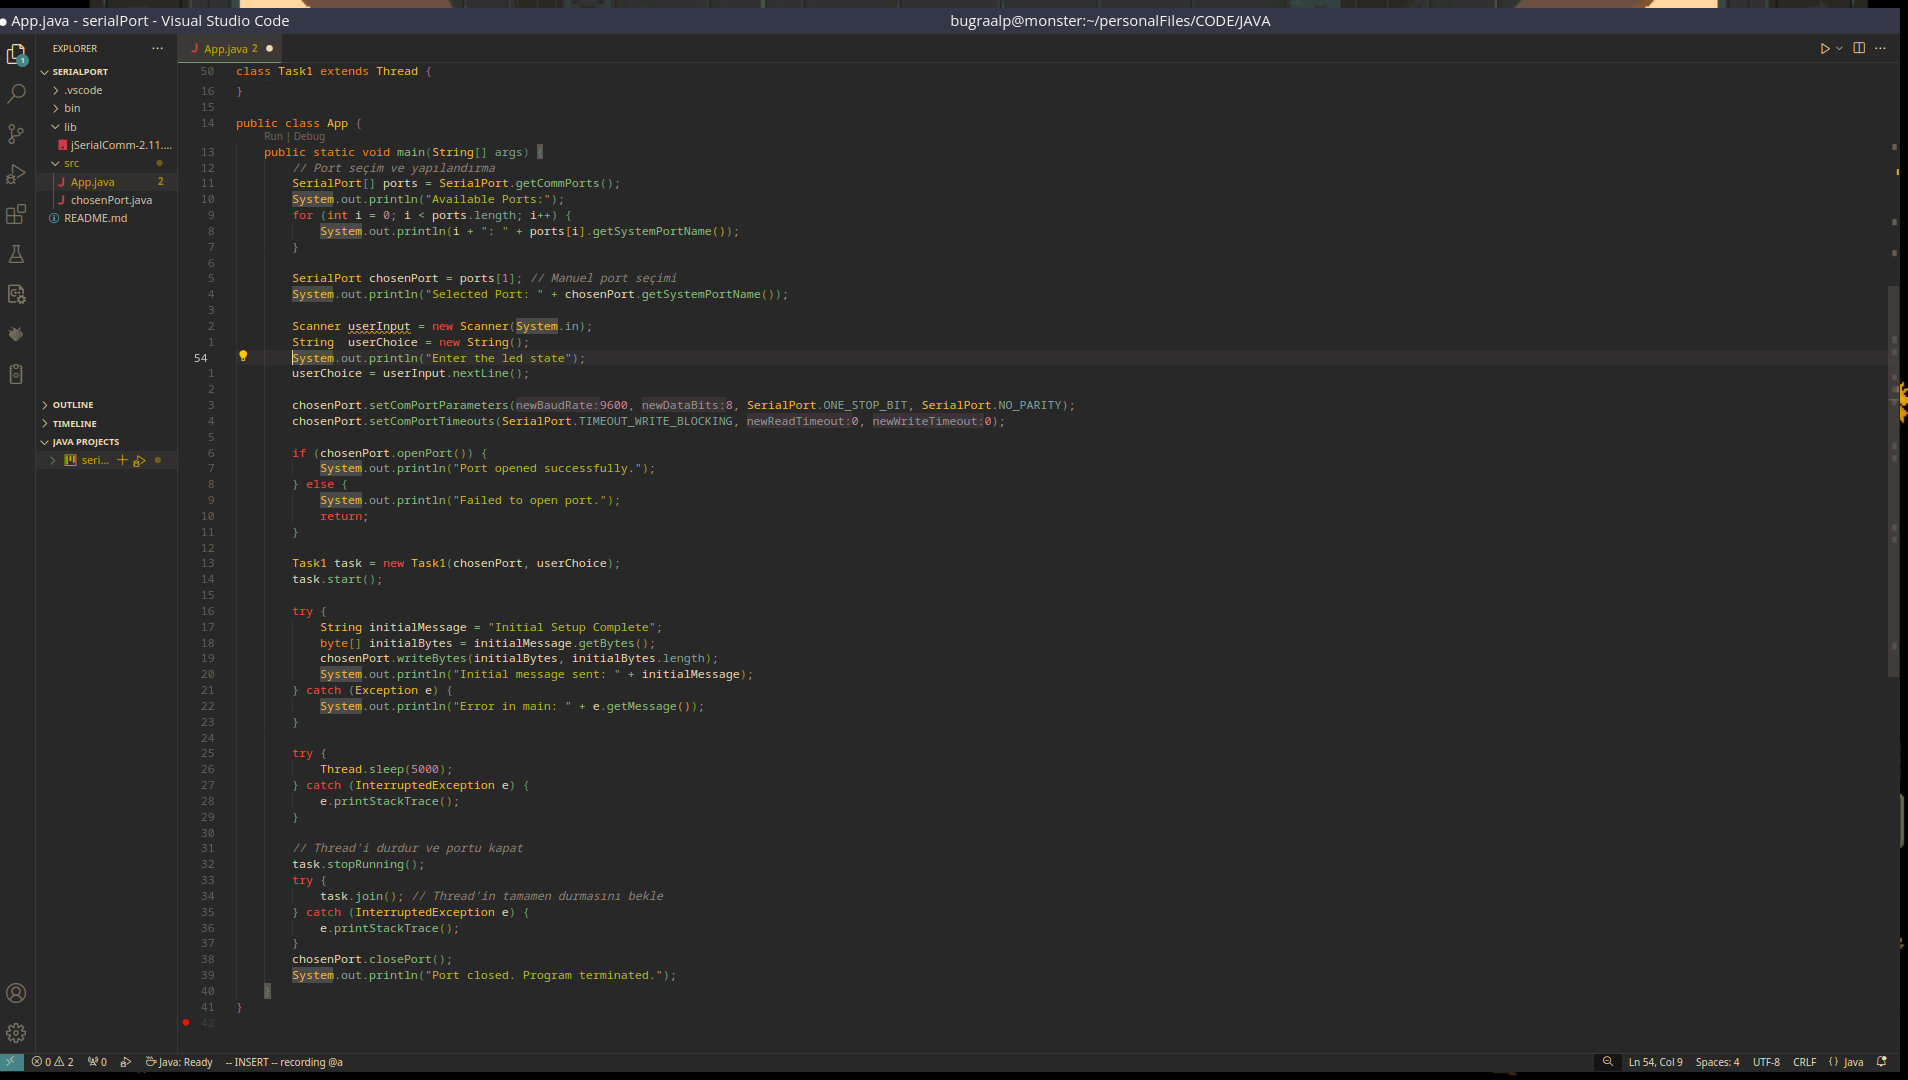 App.java - serialPort - Visual Studio Code
bugraalp@monster:~/personalFiles/CODE/JAVA
1
EXPLORER
SERIALPORT
.vscode
bin
lib
jSerialComm-2.11....
src
App.java 2
chosenPort.java
README.md
OUTLINE
TIMELINE
JAVA PROJECTS
seri...
J App.java 2
50 class Task1 extends Thread {
16 }
15
14 public class App {
Run | Debug
13 public static void main(String[] args) {
12 // Port seçim ve yapılandırma
11 SerialPort[] ports = SerialPort.getCommPorts();
10 System.out.println("Available Ports:");
9 for (int i = 0; i < ports.length; i++) {
8 System.out.println(i + ": " + ports[i].getSystemPortName());
7 }
6
5 SerialPort chosenPort = ports[1]; // Manuel port seçimi
4 System.out.println("Selected Port: " + chosenPort.getSystemPortName());
3
2 Scanner userInput = new Scanner(System.in);
1 String  userChoice = new String();
54 System.out.println("Enter the led state");
1 userChoice = userInput.nextLine();
2
3 chosenPort.setComPortParameters(newBaudRate:9600, newDataBits:8, SerialPort.ONE_STOP_BIT, SerialPort.NO_PARITY);
4 chosenPort.setComPortTimeouts(SerialPort.TIMEOUT_WRITE_BLOCKING, newReadTimeout:0, newWriteTimeout:0);
5
6 if (chosenPort.openPort()) {
7 System.out.println("Port opened successfully.");
8 } else {
9 System.out.println("Failed to open port.");
10 return;
11 }
12
13 Task1 task = new Task1(chosenPort, userChoice);
14 task.start();
15
16 try {
17 String initialMessage = "Initial Setup Complete";
18 byte[] initialBytes = initialMessage.getBytes();
19 chosenPort.writeBytes(initialBytes, initialBytes.length);
20 System.out.println("Initial message sent: " + initialMessage);
21 } catch (Exception e) {
22 System.out.println("Error in main: " + e.getMessage());
23 }
24
25 try {
26 Thread.sleep(5000);
27 } catch (InterruptedException e) {
28 e.printStackTrace();
29 }
30
31 // Thread'i durdur ve portu kapat
32 task.stopRunning();
33 try {
34 task.join(); // Thread'in tamamen durmasını bekle
35 } catch (InterruptedException e) {
36 e.printStackTrace();
37 }
38 chosenPort.closePort();
39 System.out.println("Port closed. Program terminated.");
40 }
41 }
42
0 2 0 Java: Ready -- INSERT -- recording @a
Ln 54, Col 9 Spaces: 4 UTF-8 CRLF {} Java